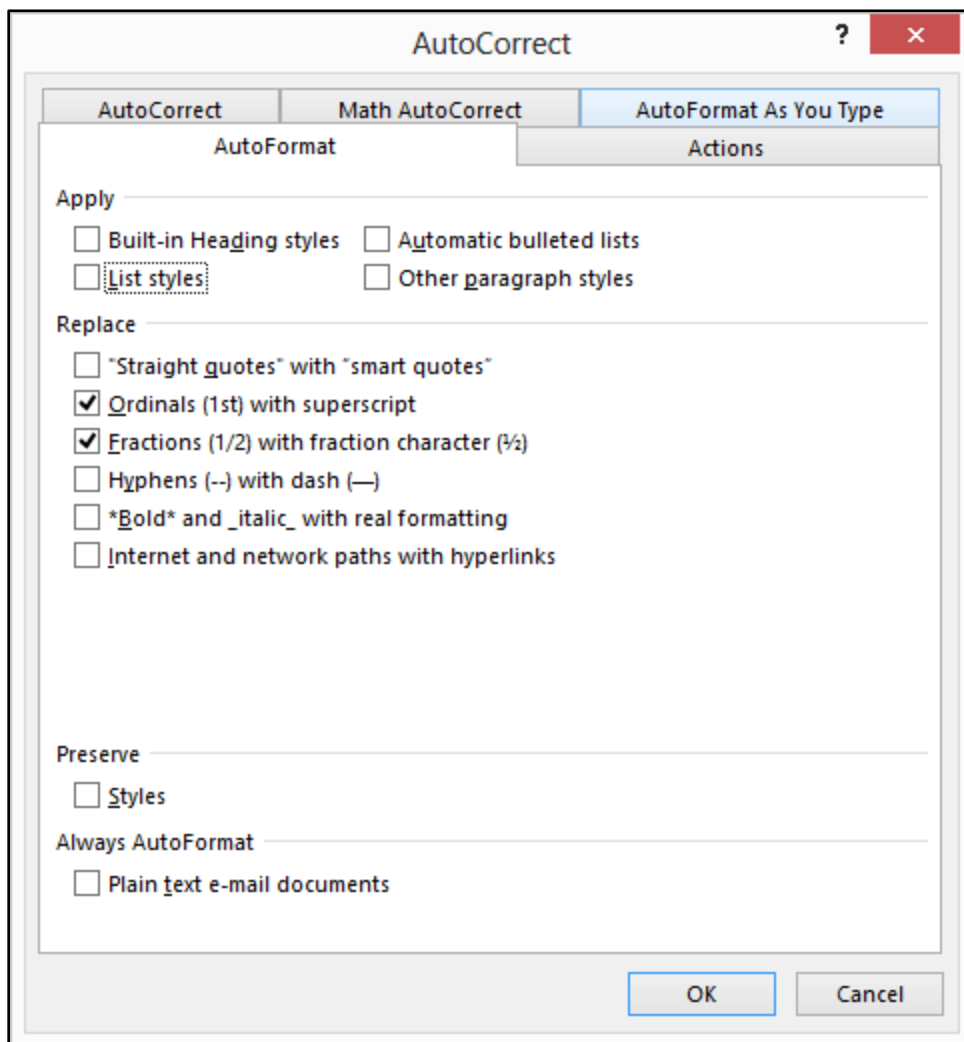 AutoCorrect ?
AutoCorrect Math AutoCorrect AutoFormat As You Type
AutoFormat Actions
Apply
Built-in Heading styles Automatic bulleted lists
List styles Other paragraph styles
Replace
"Straight quotes" with “smart quotes”
Ordinals (1st) with superscript
Fractions (1/2) with fraction character (½)
Hyphens (--) with dash (—)
*Bold* and _italic_ with real formatting
Internet and network paths with hyperlinks
Preserve
Styles
Always AutoFormat
Plain text e-mail documents
OK Cancel